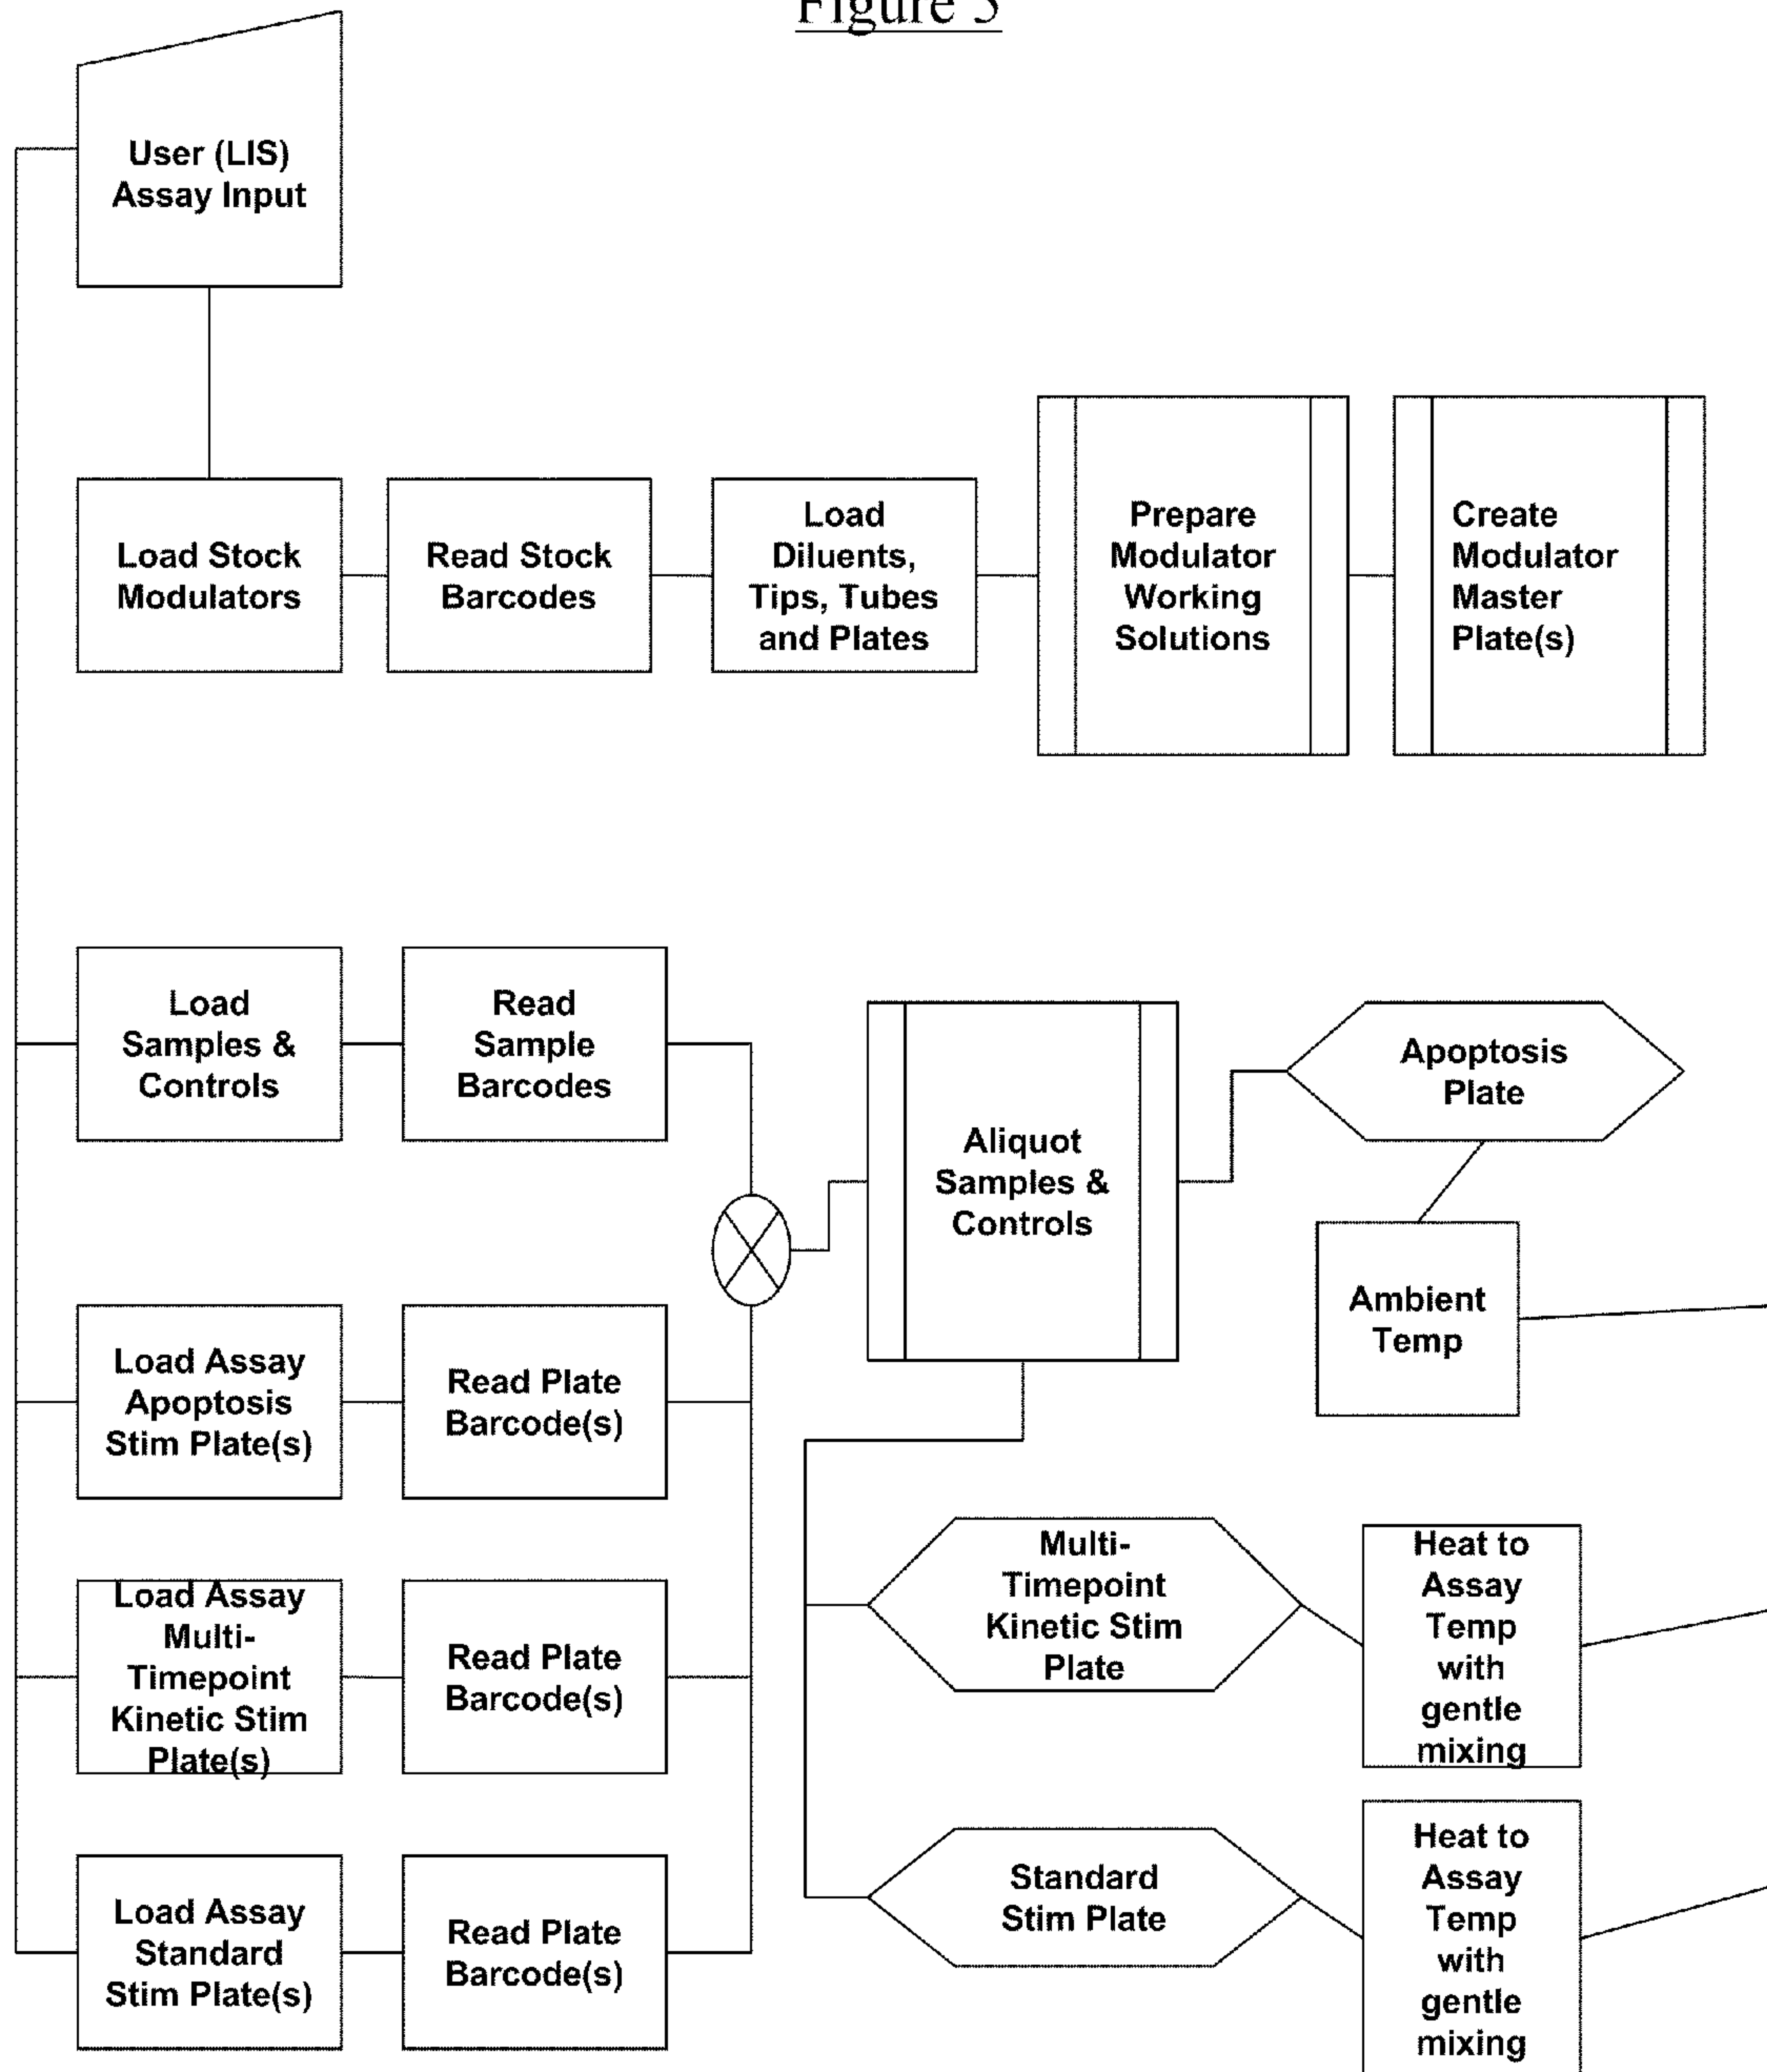 Figure 5
User (LIS)
Assay Input
Load Stock
Modulators
Read Stock
Barcodes
Load
Diluents,
Tips, Tubes
and Plates
Prepare
Modulator
Working
Solutions
Create
Modulator
Master
Plate(s)
Load
Samples &
Controls
Read
Sample
Barcodes
Aliquot
Samples &
Controls
Apoptosis
Plate
Ambient
Temp
Load Assay
Apoptosis
Stim Plate(s)
Read Plate
Barcode(s)
Load Assay
Multi-
Timepoint
Kinetic Stim
Plate(s)
Read Plate
Barcode(s)
Multi-
Timepoint
Kinetic Stim
Plate
Heat to
Assay
Temp
with
gentle
mixing
Load Assay
Standard
Stim Plate(s)
Read Plate
Barcode(s)
Standard
Stim Plate
Heat to
Assay
Temp
with
gentle
mixing